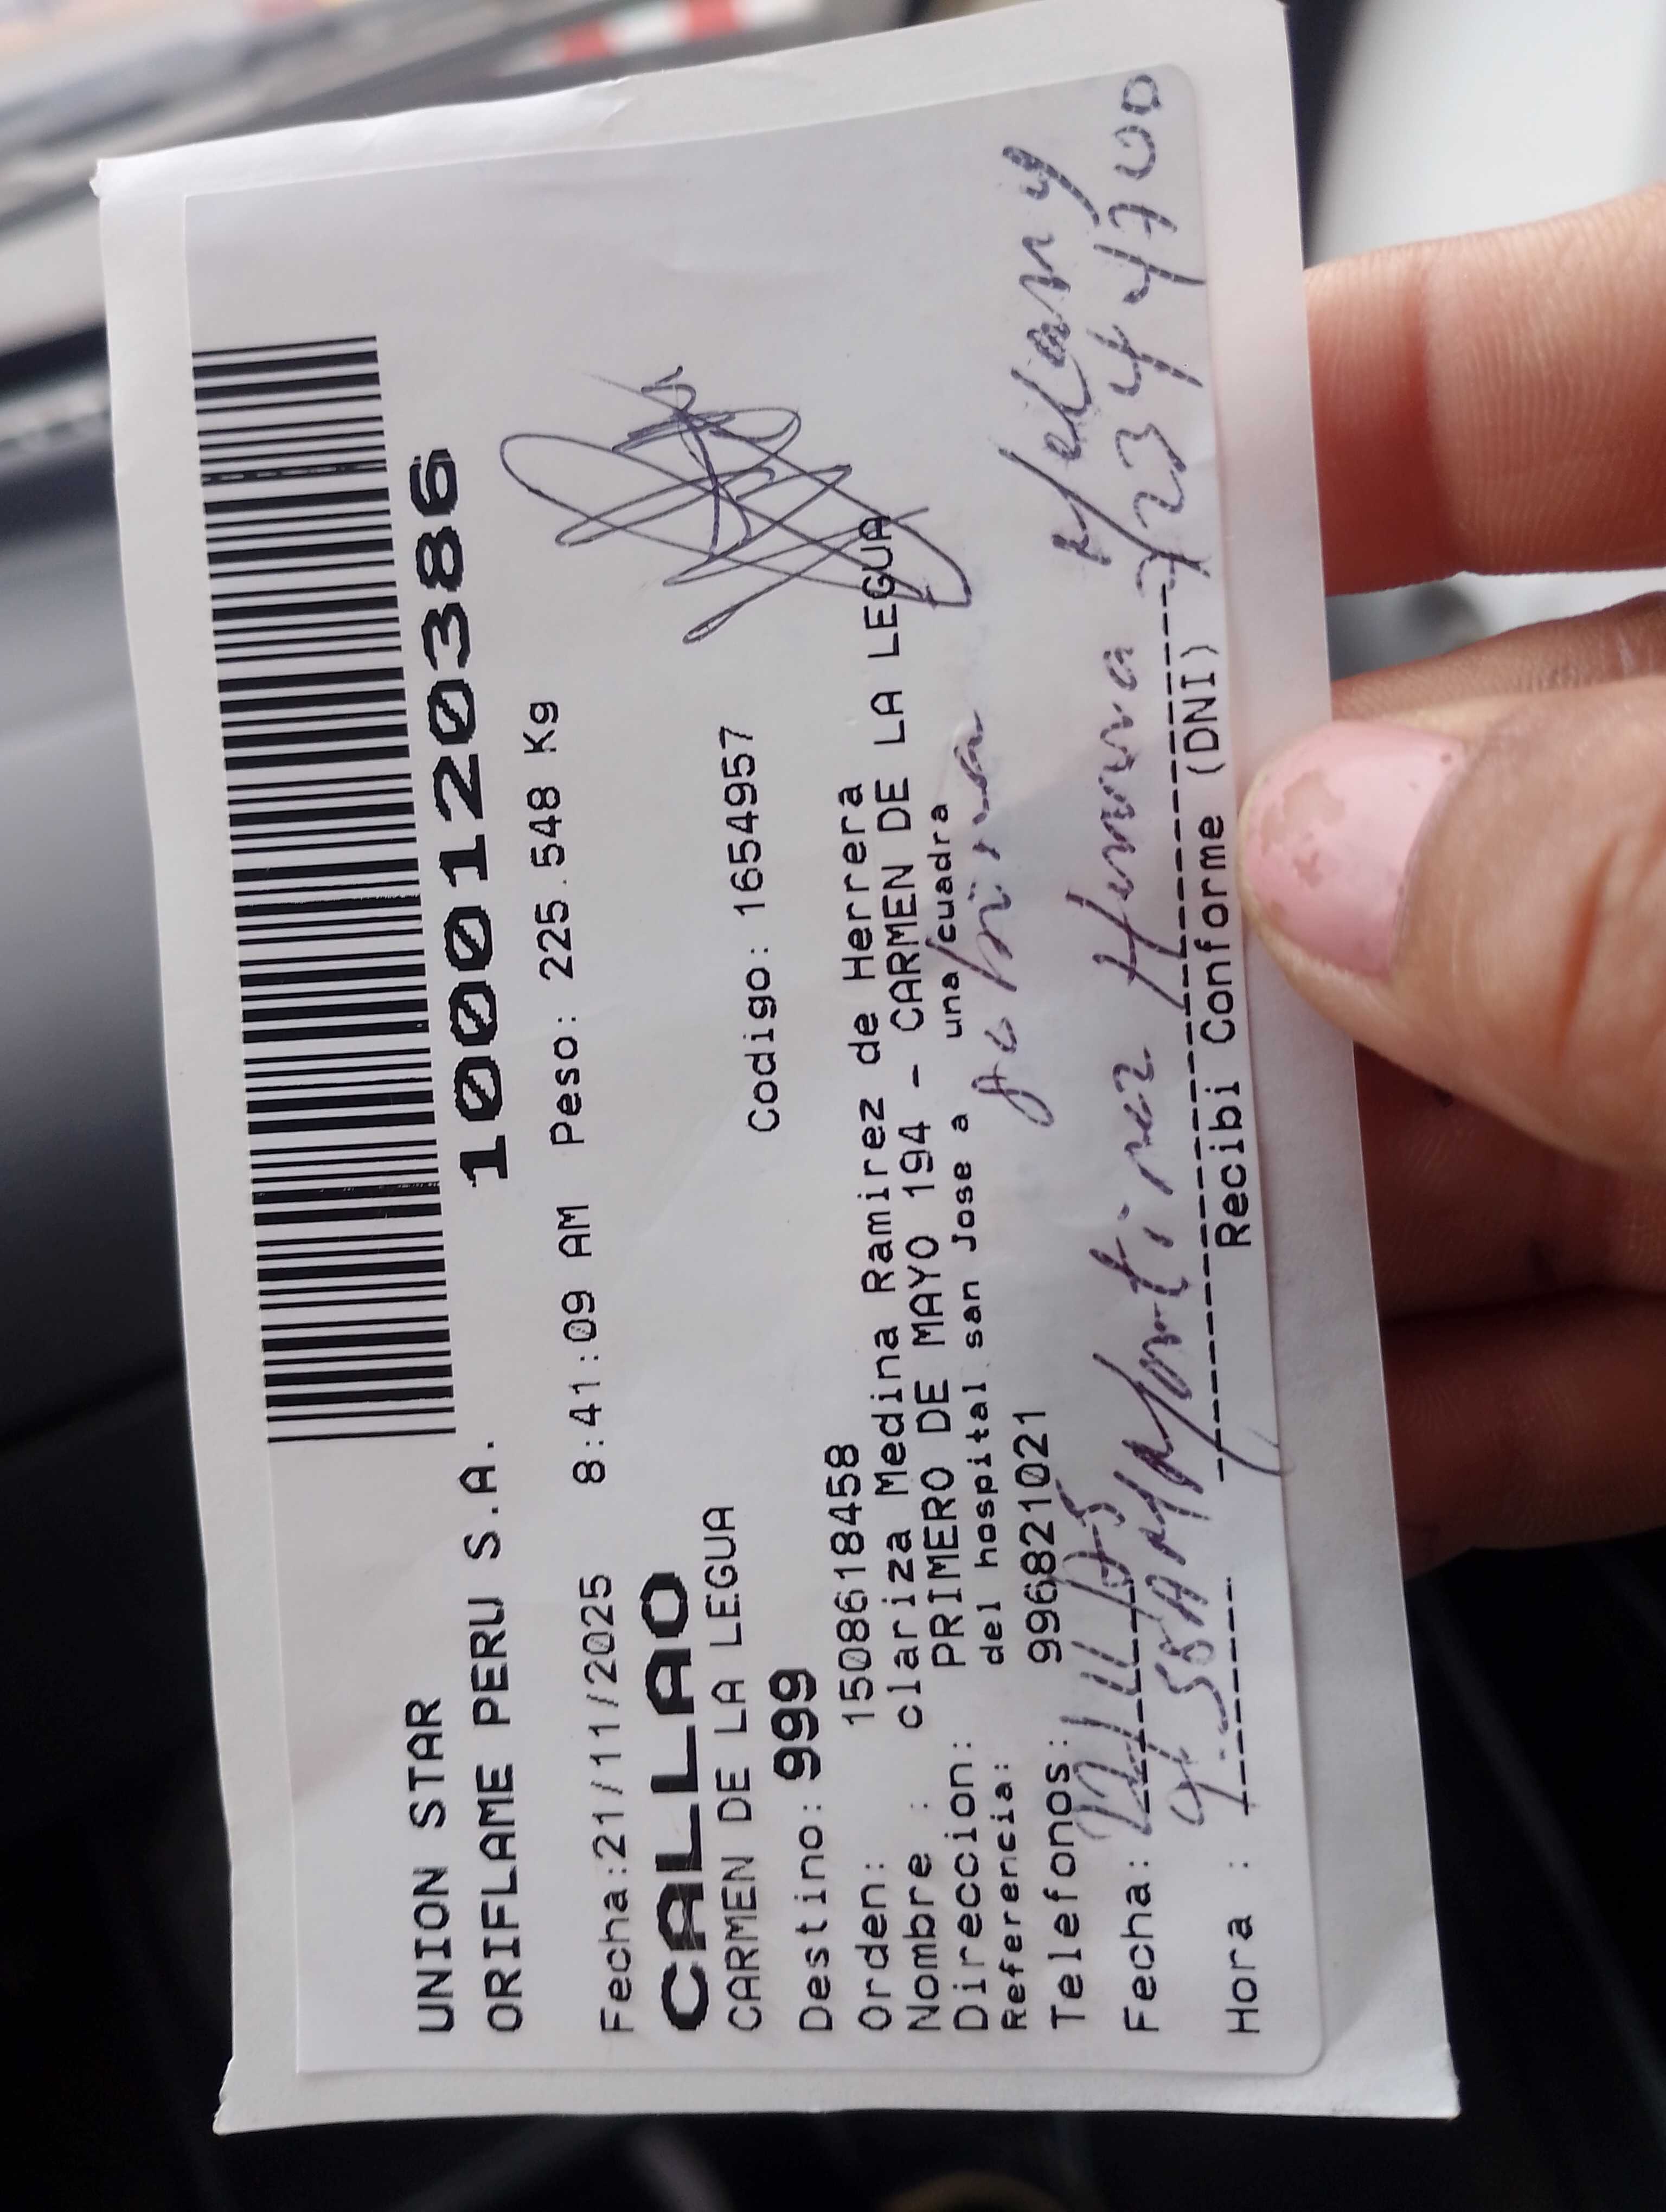 UNION STAR
ORIFLAME PERU S.A.
1000120386
Fecha:21/11/2025 8:41:09 AM Peso: 225.548 Kg
CALLAO
CARMEN DE LA LEGUA
Destino: 999 Codigo: 1654957
Orden: 1508618458
Nombre : clariza Medina Ramirez de Herrera
Direccion: PRIMERO DE MAYO 194 - CARMEN DE LA LEGUA
Referencia: del hospital san Jose a una cuadra
Telefonos: 996821021
Melany
Fecha: Martinez Herrera
Hora :
Recibi Conforme (DNI)